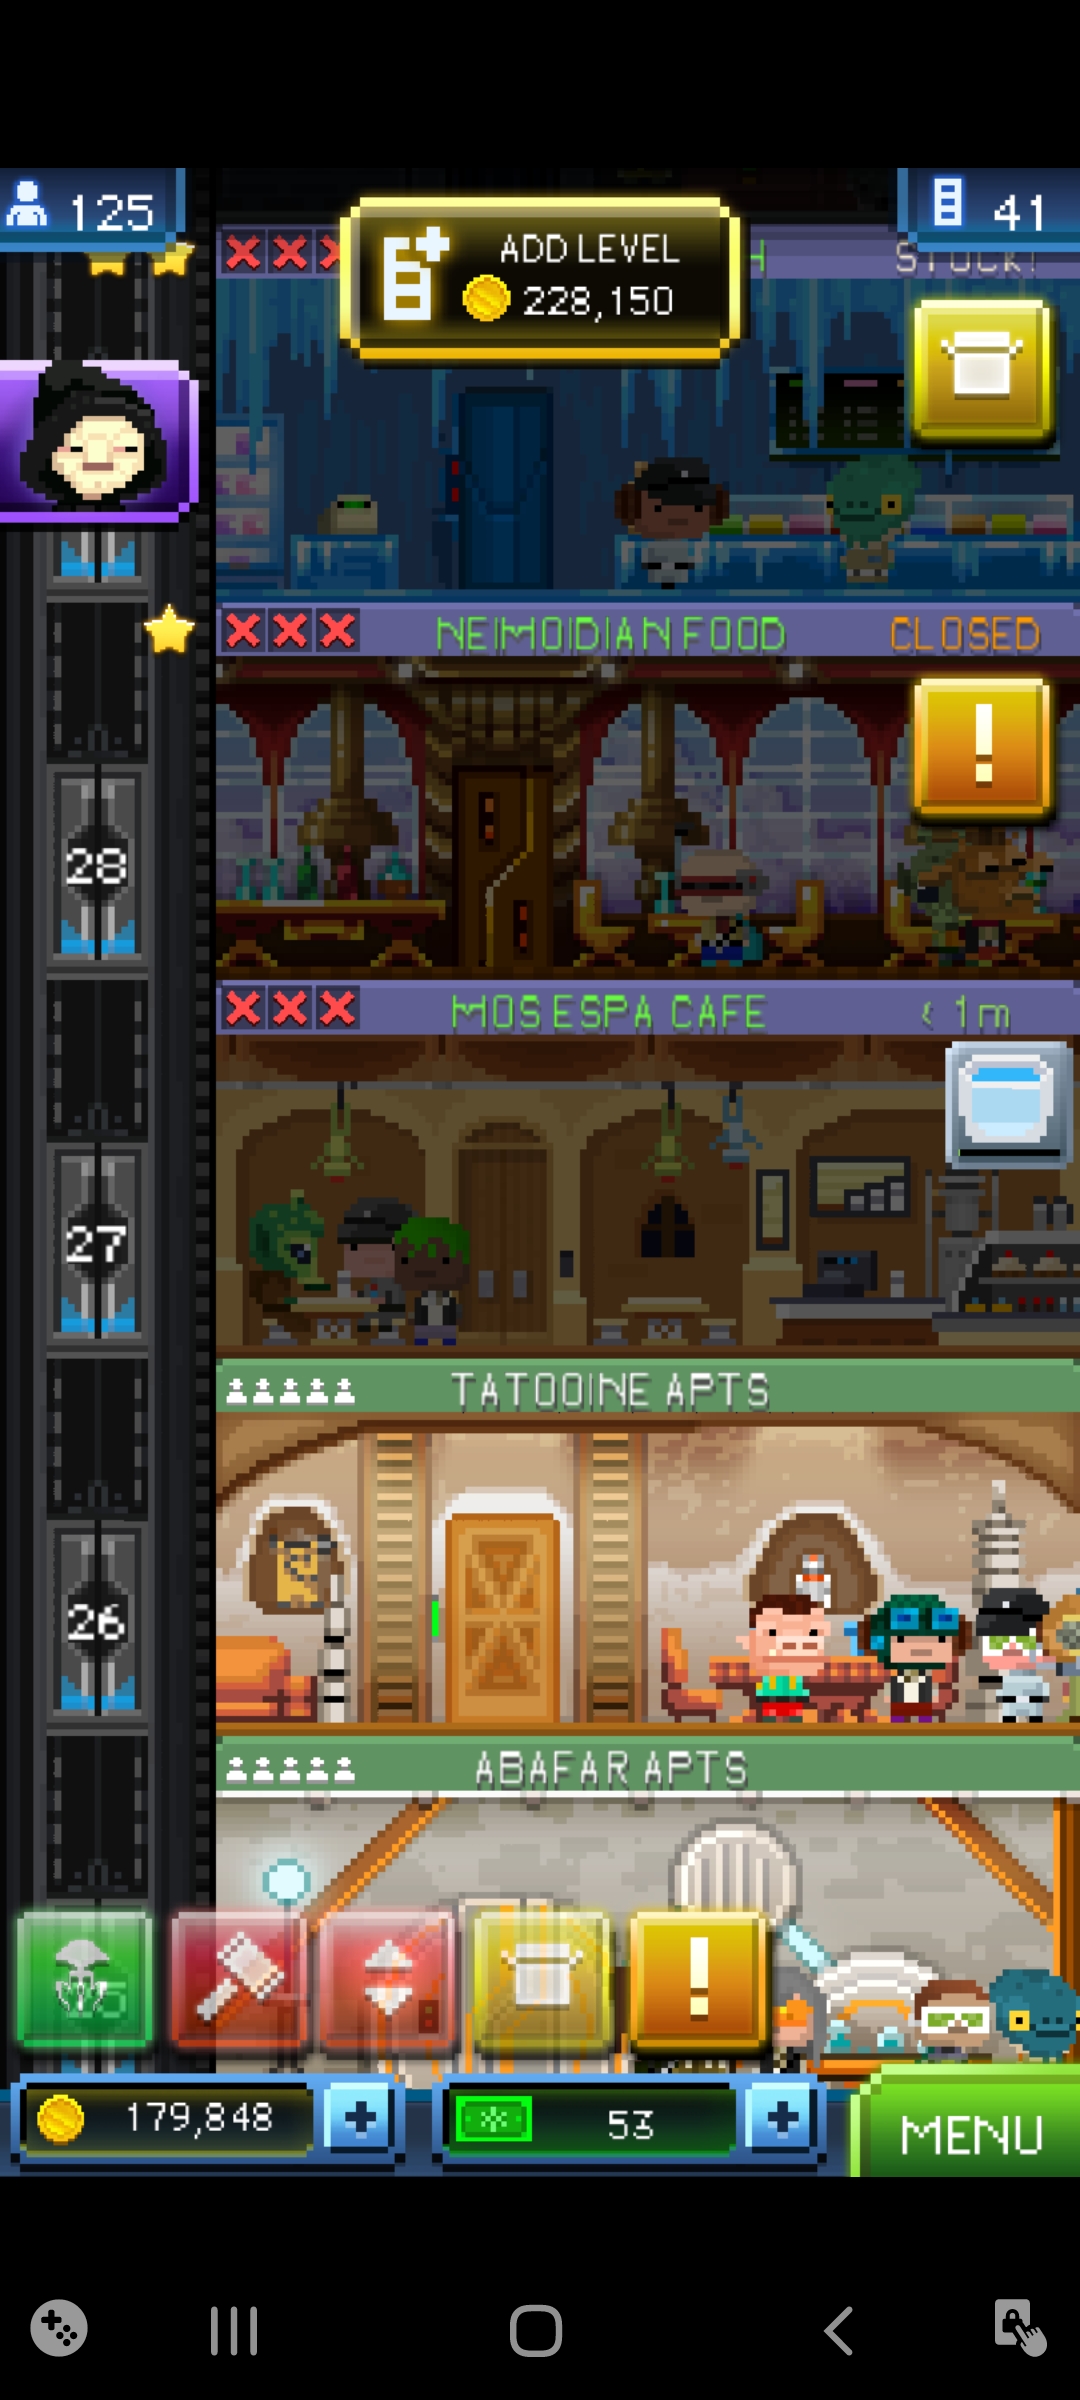 125
41
ADD LEVEL
228,150
STOCK!
NEIMOIDIAN FOOD
CLOSED
28
MOS ESPA CAFE
< 1m
27
TATOOINE APTS
26
ABAFAR APTS
179,848
53
MENU